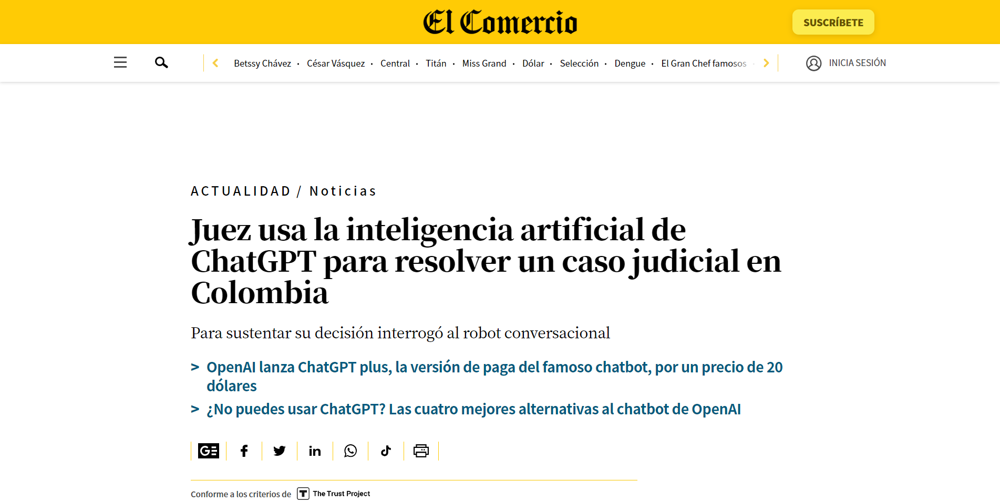 El Comercio
SUSCRÍBETE
Betssy Chávez · César Vásquez · Central · Titán · Miss Grand · Dólar · Selección · Dengue · El Gran Chef famosos ·
INICIA SESIÓN
ACTUALIDAD / Noticias
Juez usa la inteligencia artificial de
ChatGPT para resolver un caso judicial en
Colombia
Para sustentar su decisión interrogó al robot conversacional
> OpenAI lanza ChatGPT plus, la versión de paga del famoso chatbot, por un precio de 20
dólares
> ¿No puedes usar ChatGPT? Las cuatro mejores alternativas al chatbot de OpenAI
GE
Conforme a los criterios de T The Trust Project